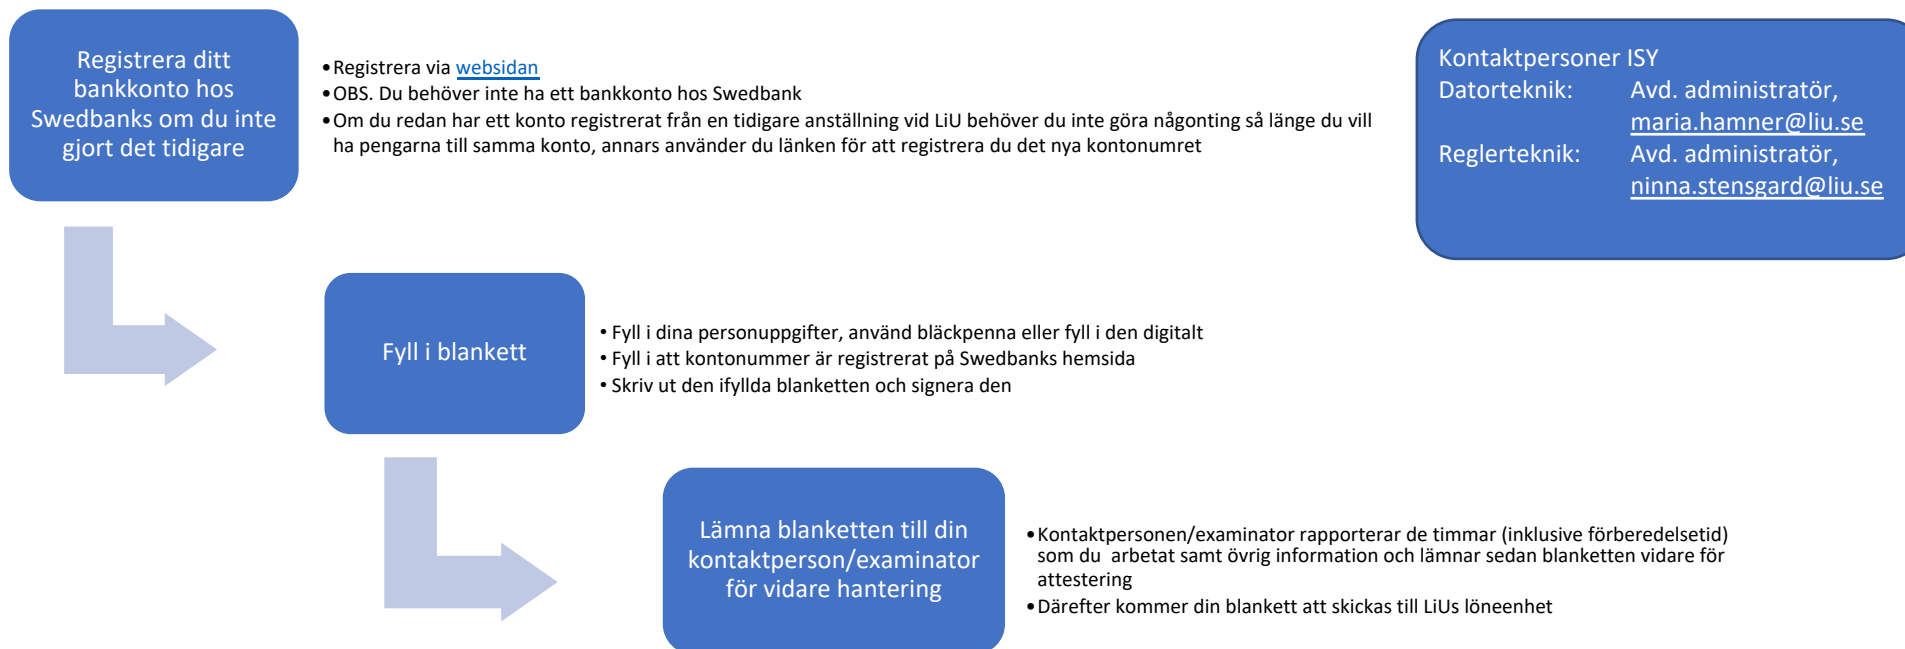 Registrera ditt
bankkonto hos
Swedbanks om du inte
gjort det tidigare
•Registrera via websidan
•OBS. Du behöver inte ha ett bankkonto hos Swedbank
•Om du redan har ett konto registrerat från en tidigare anställning vid LiU behöver du inte göra någonting så länge du vill
ha pengarna till samma konto, annars använder du länken för att registrera du det nya kontonumret
Kontaktpersoner ISY
Datorteknik: Avd. administratör,
maria.hamner@liu.se
Reglerteknik: Avd. administratör,
ninna.stensgard@liu.se
Fyll i blankett
• Fyll i dina personuppgifter, använd bläckpenna eller fyll i den digitalt
• Fyll i att kontonummer är registrerat på Swedbanks hemsida
• Skriv ut den ifyllda blanketten och signera den
Lämna blanketten till din
kontaktperson/examinator
för vidare hantering
•Kontaktpersonen/examinator rapporterar de timmar (inklusive förberedelsetid)
som du arbetat samt övrig information och lämnar sedan blanketten vidare för
attestering
•Därefter kommer din blankett att skickas till LiUs löneenhet